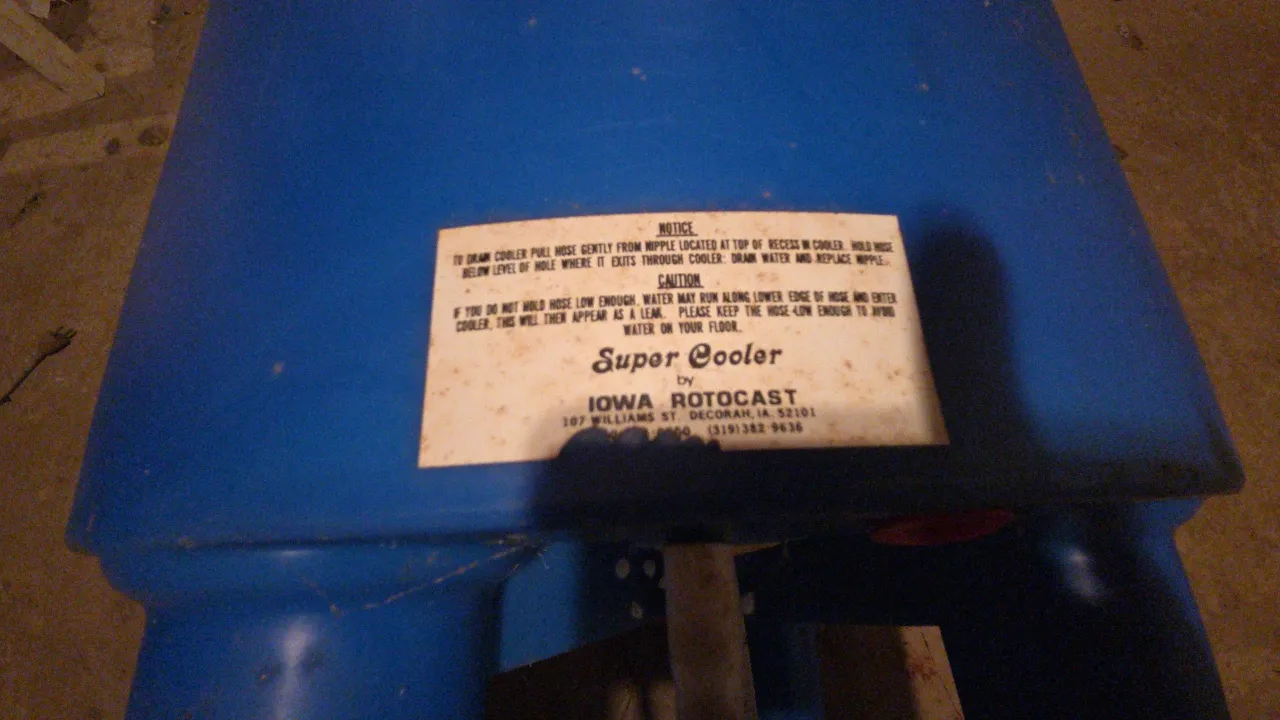 NOTICE
TO DRAIN COOLER PULL HOSE GENTLY FROM NIPPLE LOCATED AT TOP OF RECESS IN COOLER. HOLD HOSE
BELOW LEVEL OF HOLE WHERE IT EXITS THROUGH COOLER: DRAIN WATER AND REPLACE NIPPLE.
CAUTION
IF YOU DO NOT HOLD HOSE LOW ENOUGH, WATER MAY RUN ALONG LOWER EDGE OF HOSE AND ENTER
COOLER, THIS WILL THEN APPEAR AS A LEAK. PLEASE KEEP THE HOSE LOW ENOUGH TO AVOID
WATER ON YOUR FLOOR.
Super Cooler
by
IOWA ROTOCAST
107 WILLIAMS ST. DECORAH, IA. 52101
(319) 382-9636